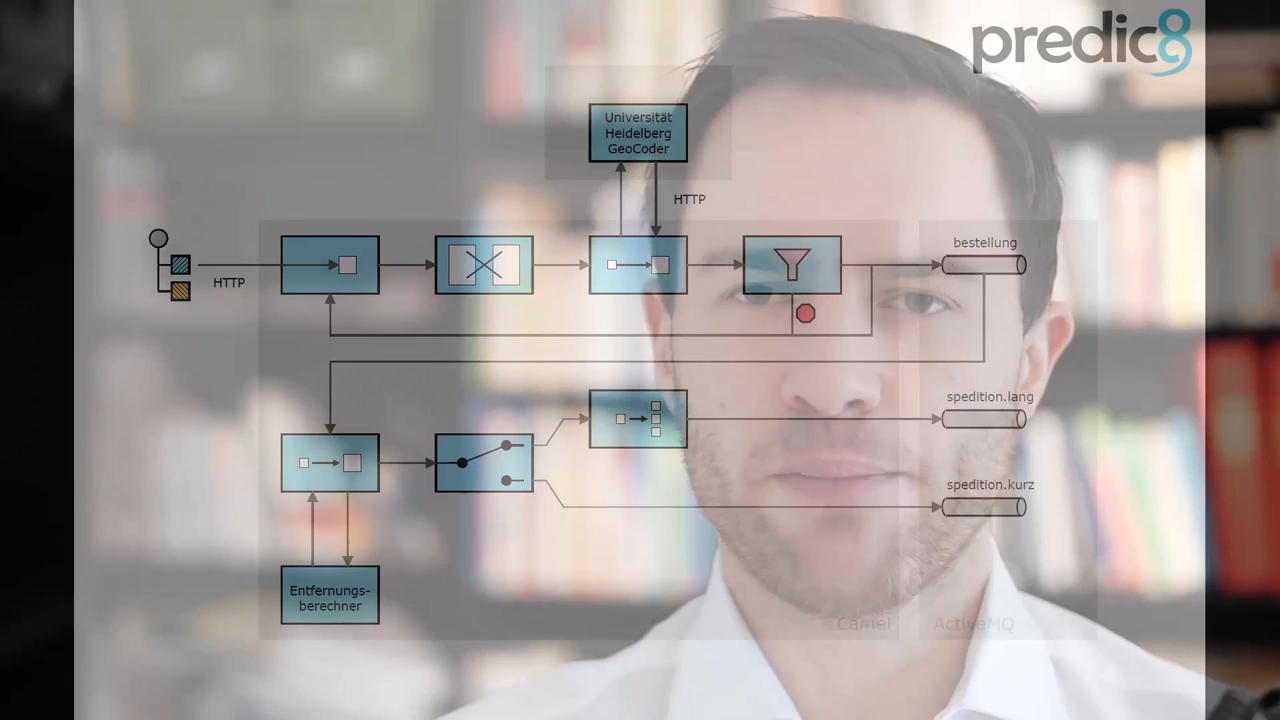 predic8
Universität
Heidelberg
GeoCoder
HTTP
bestellung
HTTP
spedition.lang
spedition.kurz
Entfernungs-
berechner
Camel
ActiveMQ